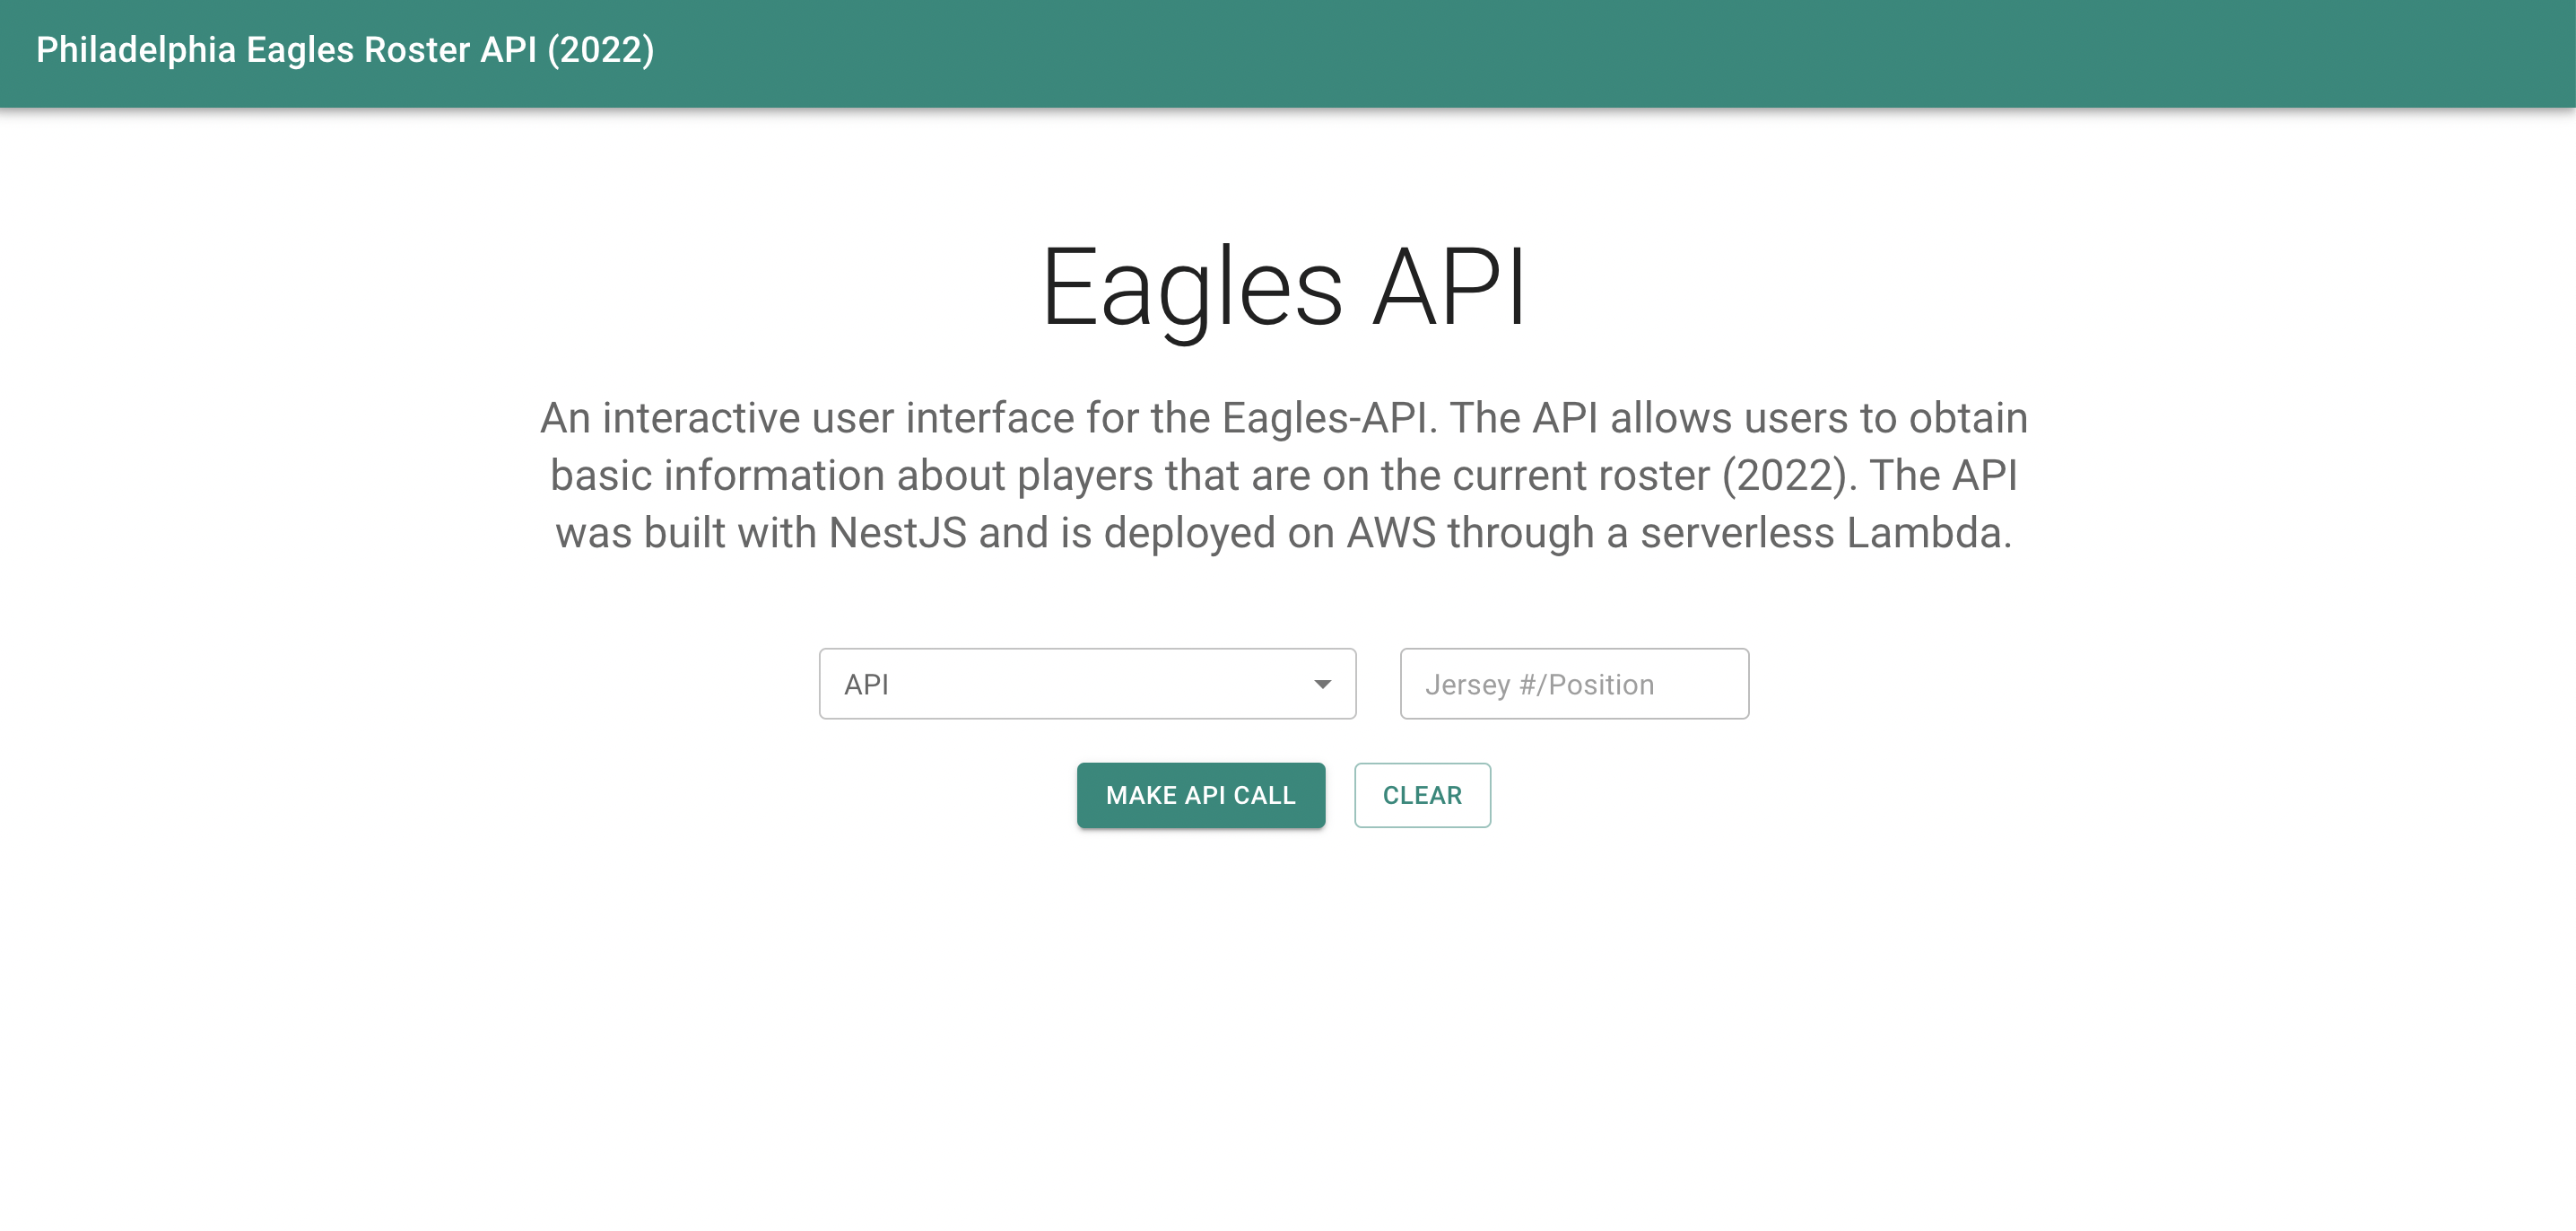 Philadelphia Eagles Roster API (2022)
Eagles API
An interactive user interface for the Eagles-API. The API allows users to obtain
basic information about players that are on the current roster (2022). The API
was built with NestJS and is deployed on AWS through a serverless Lambda.
API
Jersey #/Position
MAKE API CALL
CLEAR